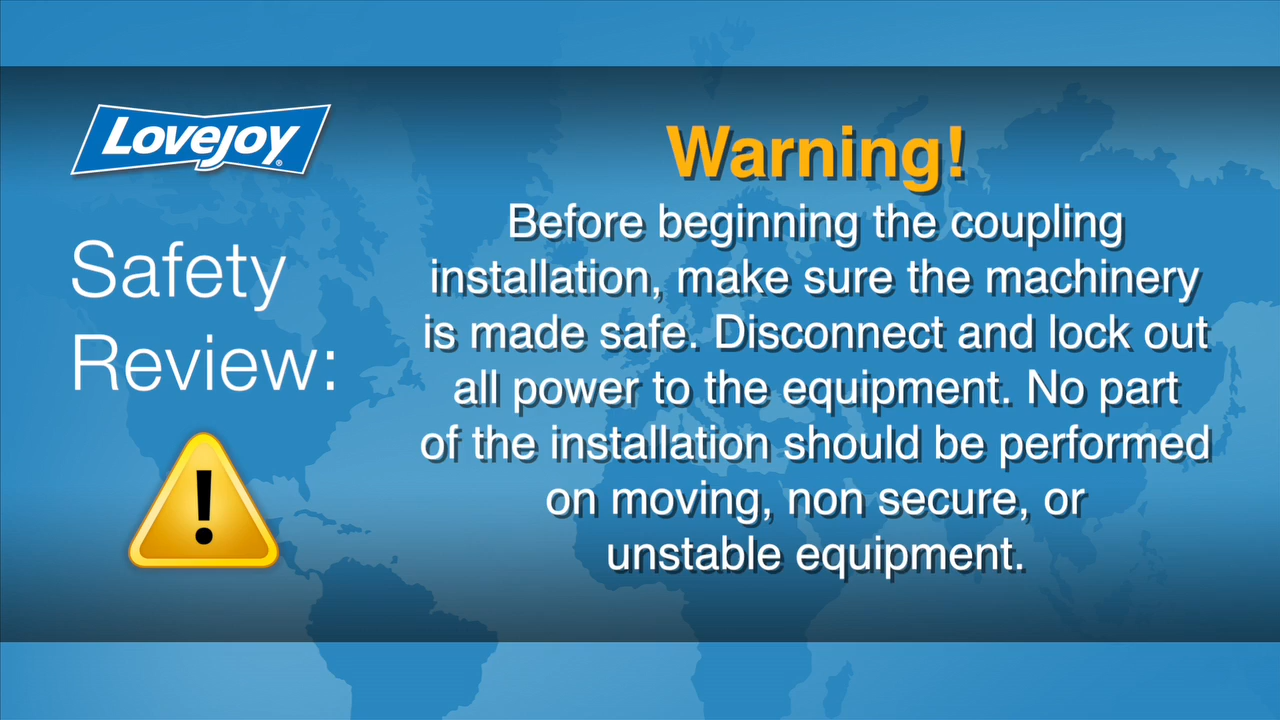 Lovejoy®
Safety
Review:
!
Warning!
Before beginning the coupling
installation, make sure the machinery
is made safe. Disconnect and lock out
all power to the equipment. No part
of the installation should be performed
on moving, non secure, or
unstable equipment.